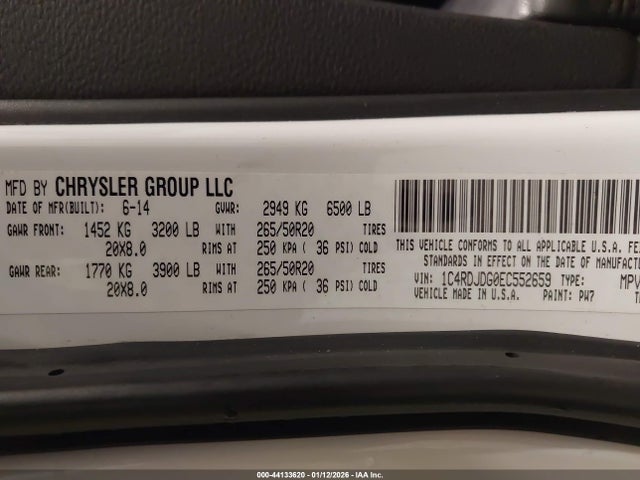 MFD BY CHRYSLER GROUP LLC
DATE OF MFR(BUILT): 6-14 GVWR: 2949 KG 6500 LB
GAWR FRONT: 1452 KG 3200 LB WITH 265/50R20 TIRES
20X8.0 RIMS AT 250 KPA ( 36 PSI) COLD
GAWR REAR: 1770 KG 3900 LB WITH 265/50R20 TIRES
20X8.0 RIMS AT 250 KPA ( 36 PSI) COLD
THIS VEHICLE CONFORMS TO ALL APPLICABLE U.S.A. FE
STANDARDS IN EFFECT ON THE DATE OF MANUFACT
VIN: 1C4RDJDG0EC552659 TYPE: MPV
VEHICLE MADE IN U.S.A. PAINT: PW7
000-44133620 - 01/12/2026 - IAA Inc.